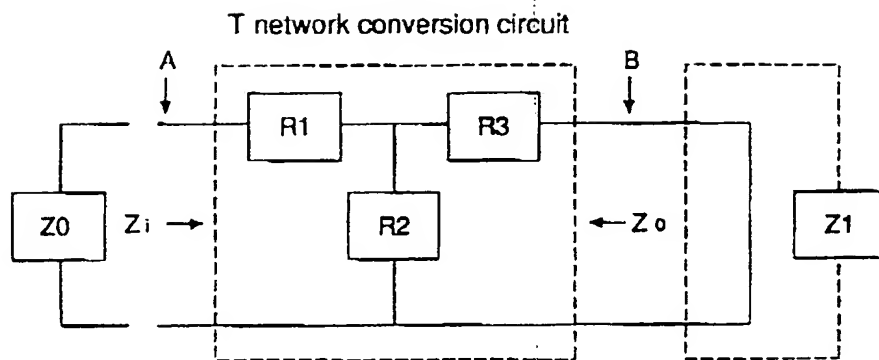 T network conversion circuit
A
B
R1
R3
Z0
Zi
R2
Zo
Z1